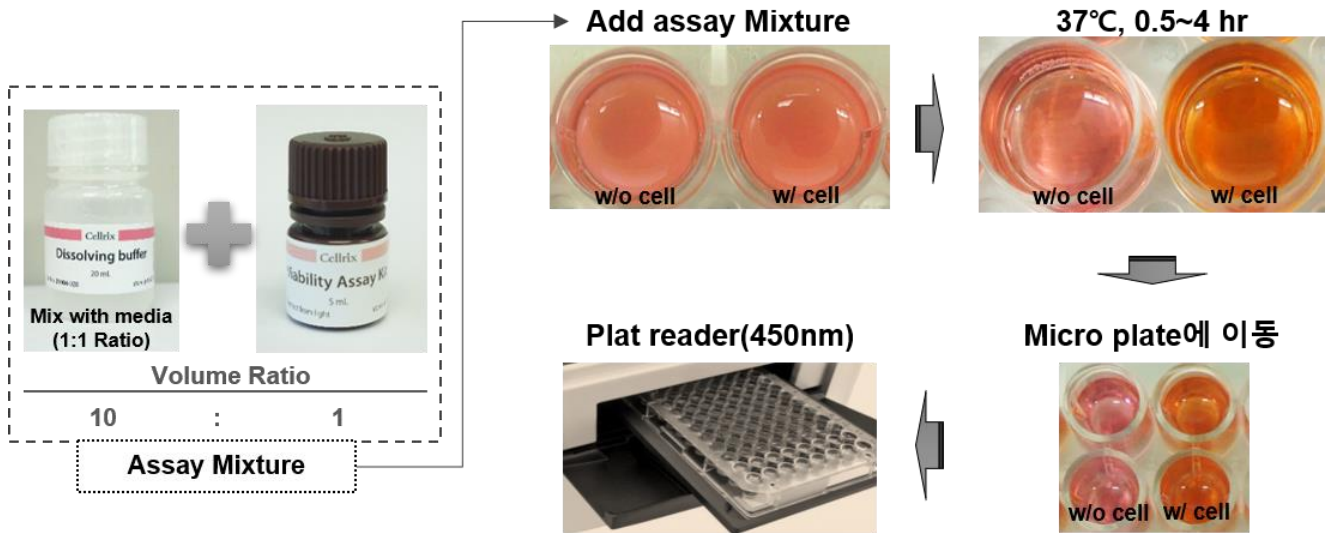 Cellrix
Dissolving buffer
20 mL
Mix with media
(1:1 Ratio)
Cellrix
iability Assay Ki
5 mL
Volume Ratio
10 : 1
Assay Mixture
Add assay Mixture
w/o cell w/ cell
37℃, 0.5~4 hr
w/o cell w/ cell
Micro plate에 이동
w/o cell w/ cell
Plat reader(450nm)